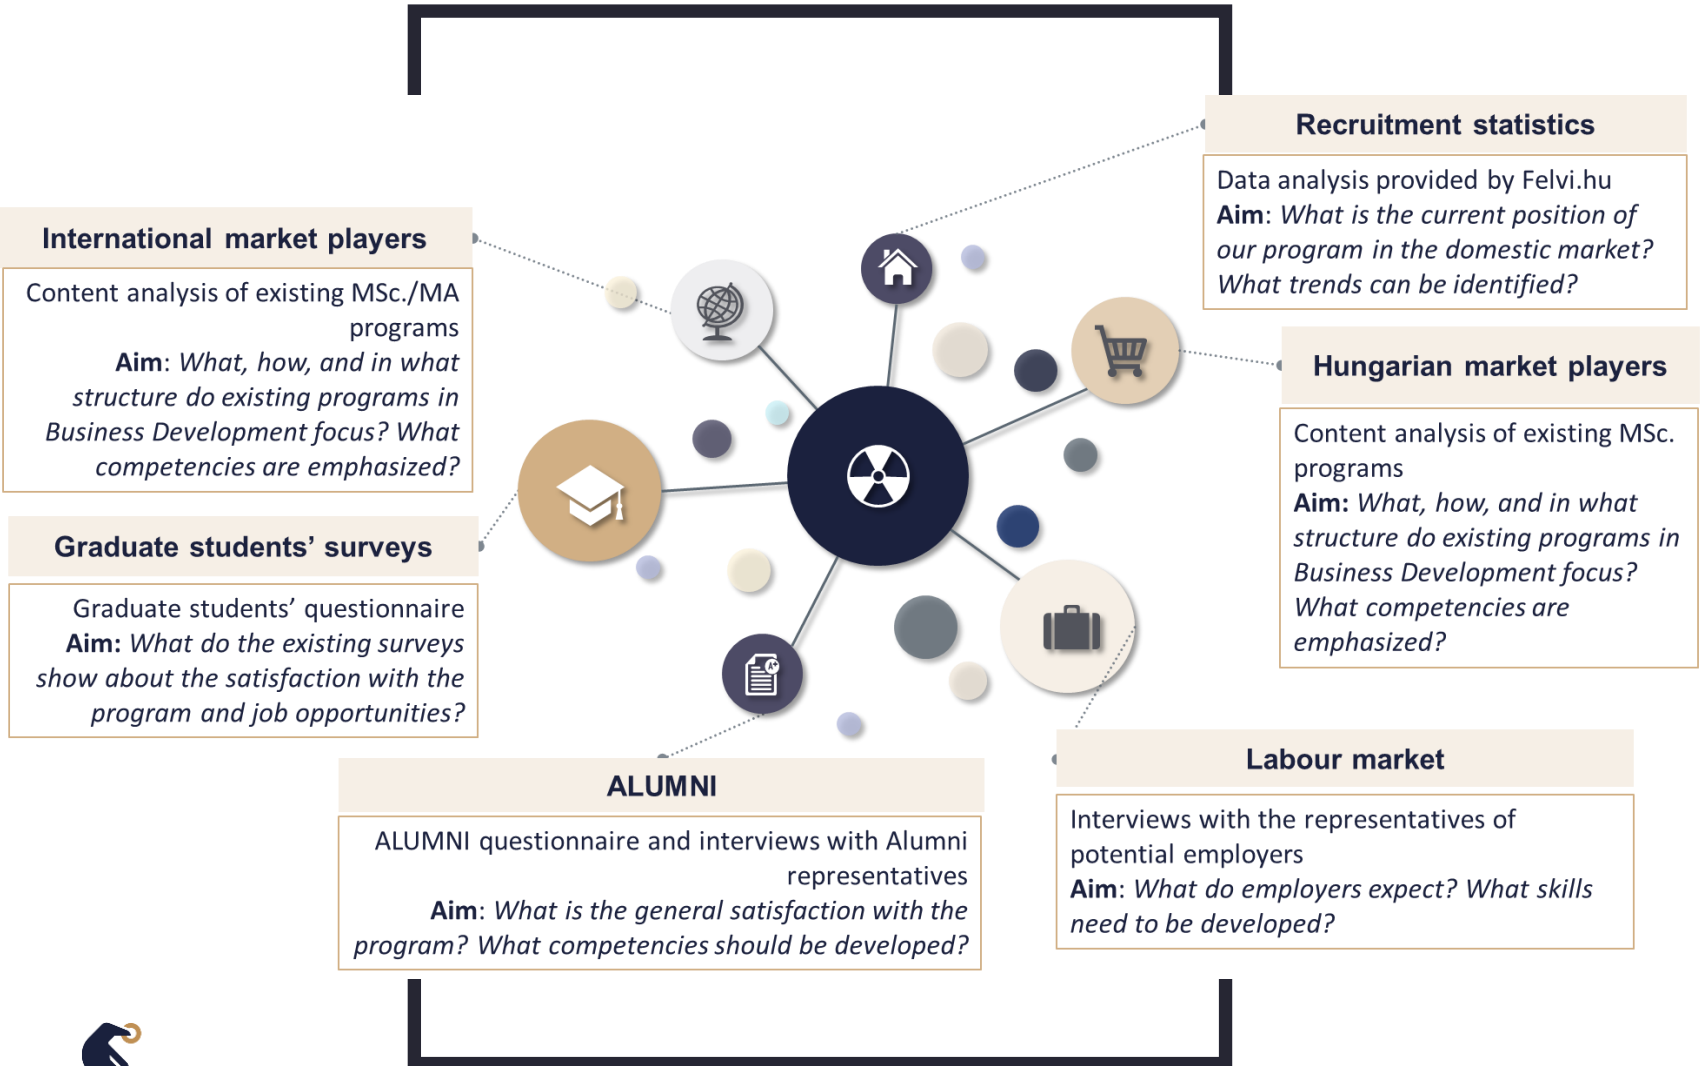 Recruitment statistics
Data analysis provided by Felvi.hu
Aim: What is the current position of
our program in the domestic market?
What trends can be identified?
International market players
Content analysis of existing MSc./MA
programs
Aim: What, how, and in what
structure do existing programs in
Business Development focus? What
competencies are emphasized?
Hungarian market players
Content analysis of existing MSc.
programs
Aim: What, how, and in what
structure do existing programs in
Business Development focus?
What competencies are
emphasized?
Graduate students’ surveys
Graduate students’ questionnaire
Aim: What do the existing surveys
show about the satisfaction with the
program and job opportunities?
A+
ALUMNI
ALUMNI questionnaire and interviews with Alumni
representatives
Aim: What is the general satisfaction with the
program? What competencies should be developed?
Labour market
Interviews with the representatives of
potential employers
Aim: What do employers expect? What skills
need to be developed?